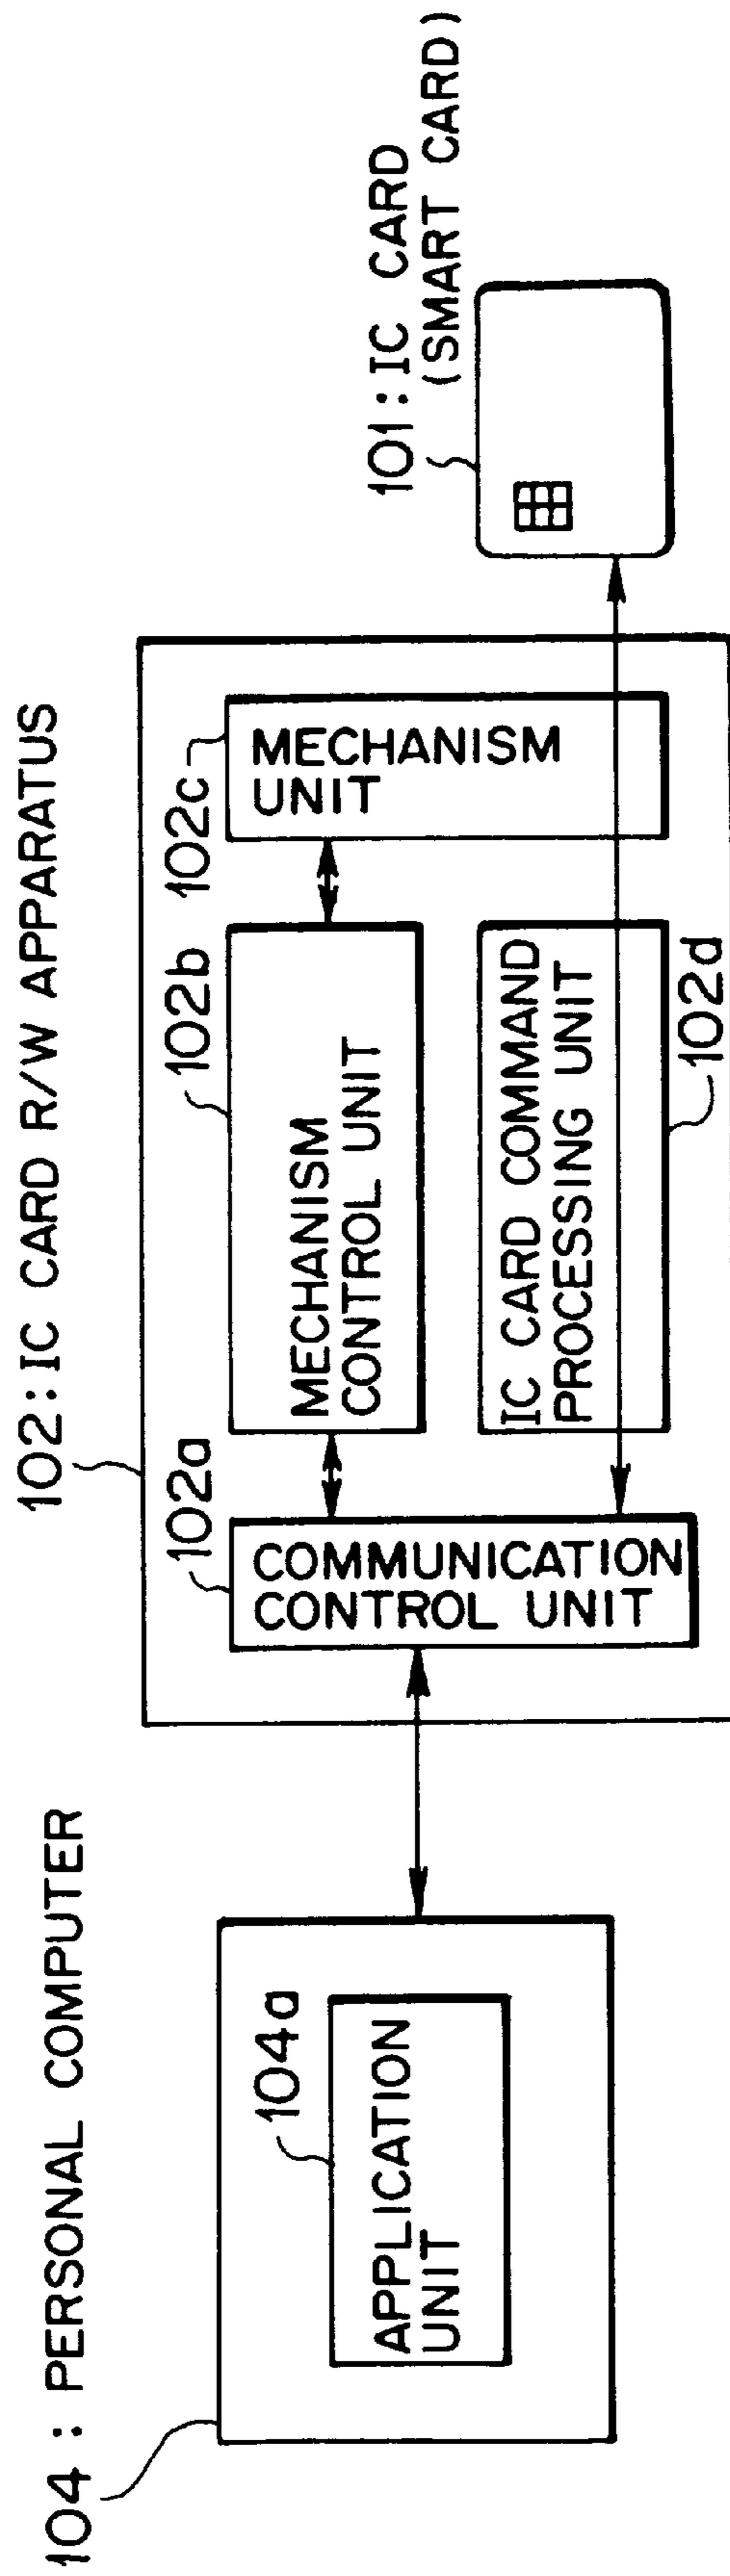 104 : PERSONAL COMPUTER
104a
APPLICATION
UNIT
102 : IC CARD R/W APPARATUS
102a
COMMUNICATION
CONTROL UNIT
102b
MECHANISM
CONTROL UNIT
102c
MECHANISM
UNIT
IC CARD COMMAND
PROCESSING UNIT
102d
101 : IC CARD
(SMART CARD)